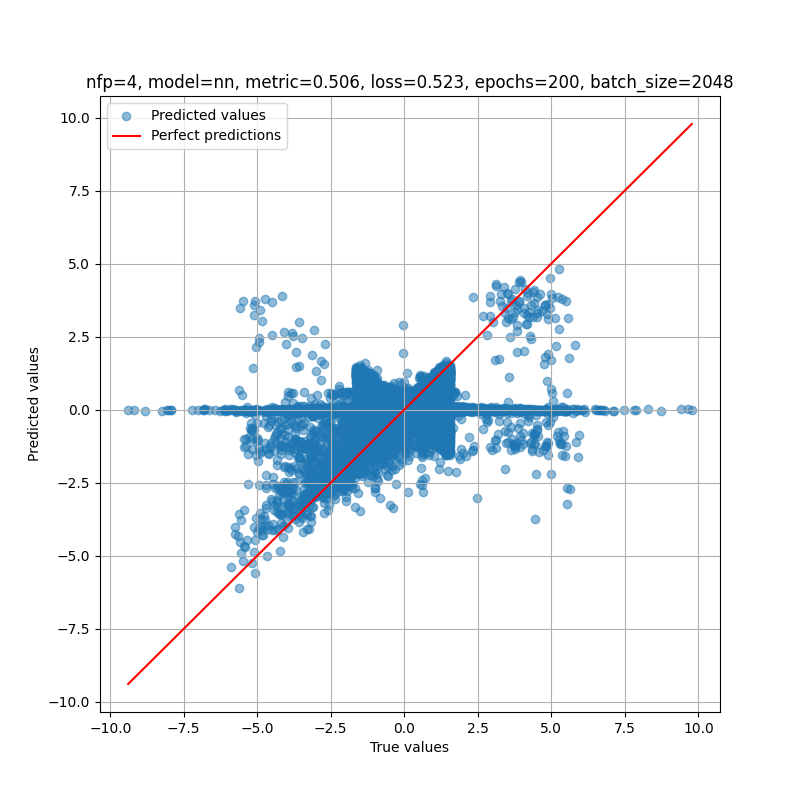 nfp=4, model=nn, metric=0.506, loss=0.523, epochs=200, batch_size=2048
Predicted values
Perfect predictions
10.0
7.5
5.0
2.5
0.0
−2.5
−5.0
−7.5
−10.0
Predicted values
−10.0 −7.5 −5.0 −2.5 0.0 2.5 5.0 7.5 10.0
True values